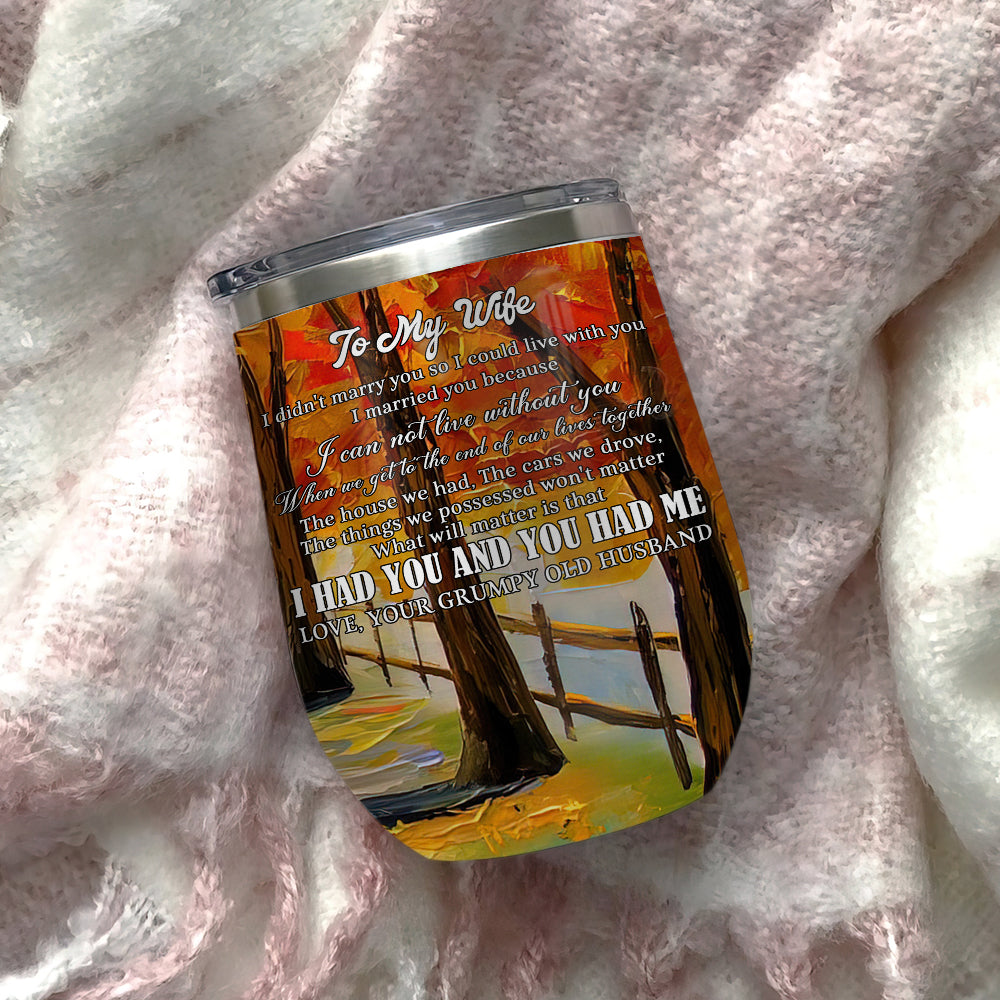 To My Wife
I didn't marry you so I could live with you
I married you because
I can not live without you
When we get to the end of our lives together
The house we had, The cars we drove,
The things we possessed won't matter
What will matter is that
I HAD YOU AND YOU HAD ME
LOVE, YOUR GRUMPY OLD HUSBAND